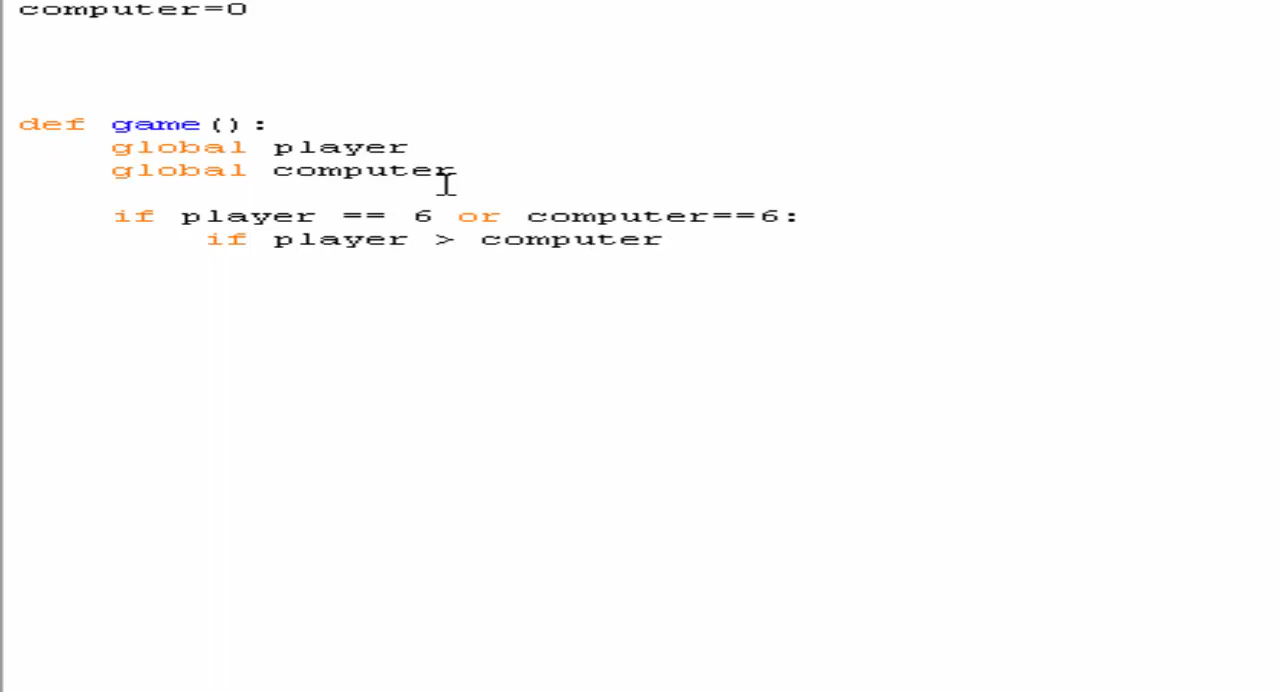 computer=0
def game():
global player
global computer
if player == 6 or computer==6:
if player > computer